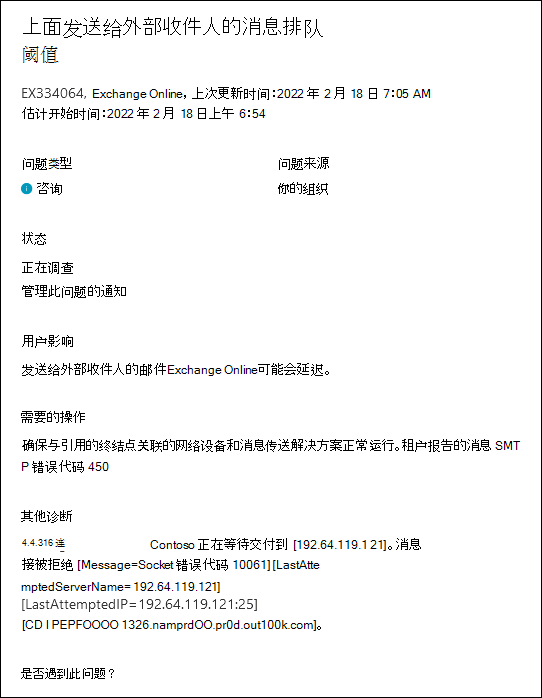 上面发送给外部收件人的消息排队
阈值
EX334064, Exchange Online, 上次更新时间:2022 年 2 月 18 日 7:05 AM
估计开始时间:2022 年 2 月 18日上午 6:54
问题类型 问题来源
i 咨询 你的组织
状态
正在调查
管理此问题的通知
用户影响
发送给外部收件人的邮件Exchange Online可能会延迟。
需要的操作
确保与引用的终结点关联的网络设备和消息传送解决方案正常运行。租户报告的消息 SMT
P 错误代码 450
其他诊断
4.4.316 连 Contoso 正在等待交付到 [192.64.119.121]。消息
接被拒绝 [Message=Socket 错误代码 10061][LastAtte
mptedServerName= 192.64.119.121]
[LastAttemptedIP=192.64.119.121:25]
[CD I PEPFOOOO 1326.namprdOO.pr0d.out100k.com]。
是否遇到此问题？